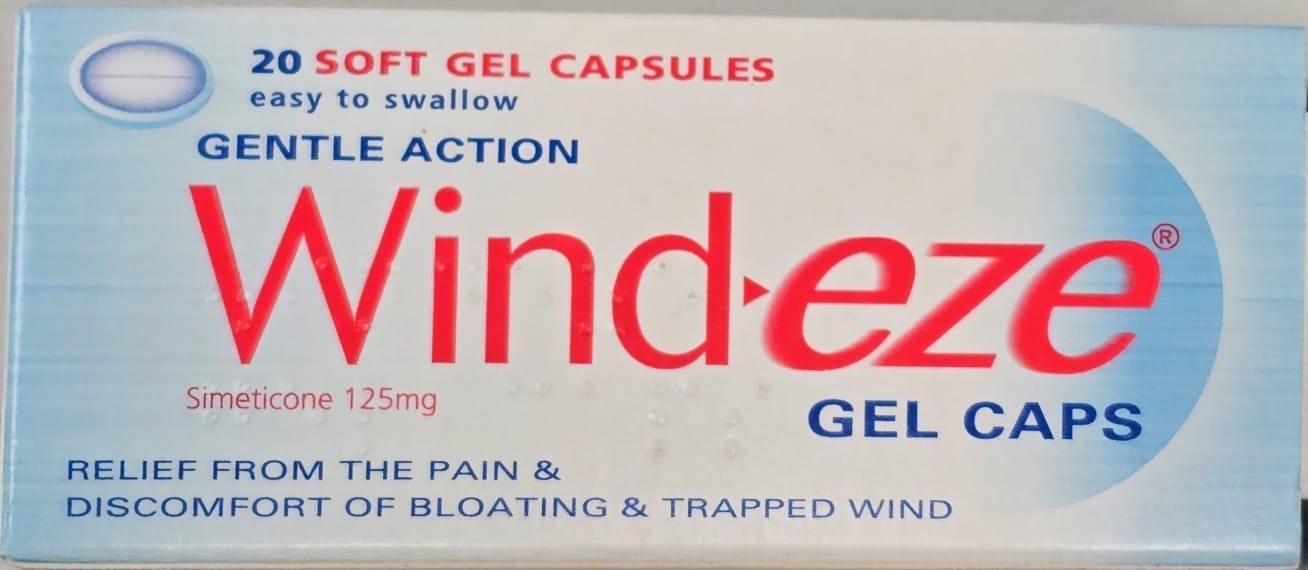 20 SOFT GEL CAPSULES
easy to swallow
GENTLE ACTION
Wind▸eze®
Simeticone 125mg
GEL CAPS
RELIEF FROM THE PAIN &
DISCOMFORT OF BLOATING & TRAPPED WIND